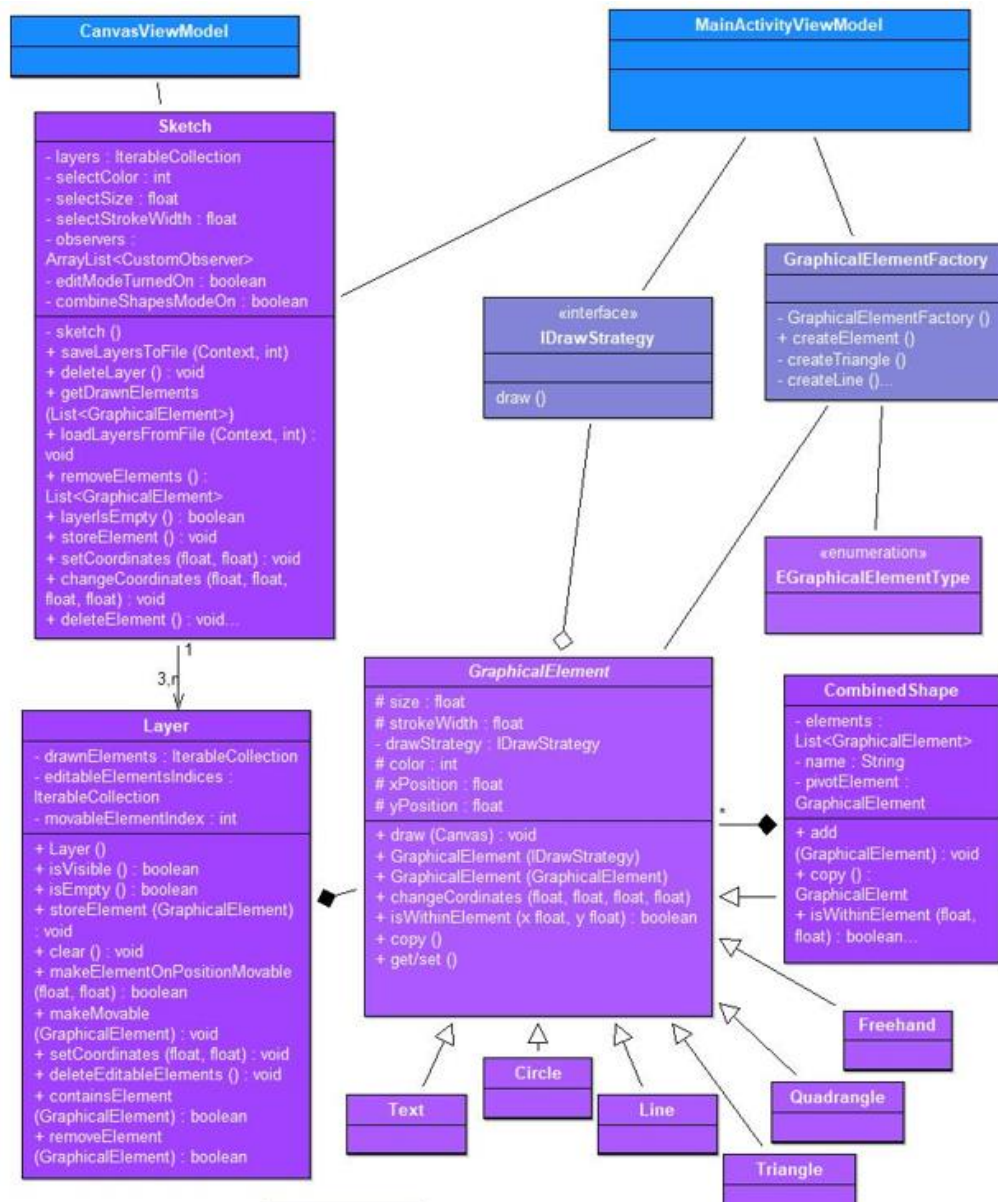 CanvasViewModel
MainActivityViewModel
Sketch
- layers : IterableCollection
- selectColor : int
- selectSize : float
- selectStrokeWidth : float
- observers :
ArrayList<CustomObserver>
- editModeTurnedOn : boolean
- combineShapesModeOn : boolean
- sketch ()
+ saveLayersToFile (Context, int)
+ deleteLayer () : void
+ getDrawnElements
(List<GraphicalElement>)
+ loadLayersFromFile (Context, int) :
void
+ removeElements () :
List<GraphicalElement>
+ layerIsEmpty () : boolean
+ storeElement () : void
+ setCoordinates (float, float) : void
+ changeCoordinates (float, float,
float, float) : void
+ deleteElement () : void...
«interface»
IDrawStrategy
draw ()
GraphicalElementFactory
- GraphicalElementFactory ()
+ createElement ()
- createTriangle ()
- createLine ()...
«enumeration»
EGraphicalElementType
1
3,n
Layer
- drawnElements : IterableCollection
- editableElementsIndices :
IterableCollection
- movableElementIndex : int
+ Layer ()
+ isVisible () : boolean
+ isEmpty () : boolean
+ storeElement (GraphicalElement)
: void
+ clear () : void
+ makeElementOnPositionMovable
(float, float) : boolean
+ makeMovable
(GraphicalElement) : void
+ setCoordinates (float, float) : void
+ deleteEditableElements () : void
+ containsElement
(GraphicalElement) : boolean
+ removeElement
(GraphicalElement) : boolean
GraphicalElement
# size : float
# strokeWidth : float
- drawStrategy : IDrawStrategy
# color : int
# xPosition : float
# yPosition : float
+ draw (Canvas) : void
+ GraphicalElement (IDrawStrategy)
+ GraphicalElement (GraphicalElement)
+ changeCordinates (float, float, float, float)
+ isWithinElement (x float, y float) : boolean
+ copy ()
+ get/set ()
*
CombinedShape
- elements :
List<GraphicalElement>
- name : String
- pivotElement :
GraphicalElement
+ add
(GraphicalElement) : void
+ copy () :
GraphicalElemt
+ isWithinElement (float,
float) : boolean...
Freehand
Circle
Quadrangle
Text
Line
Triangle